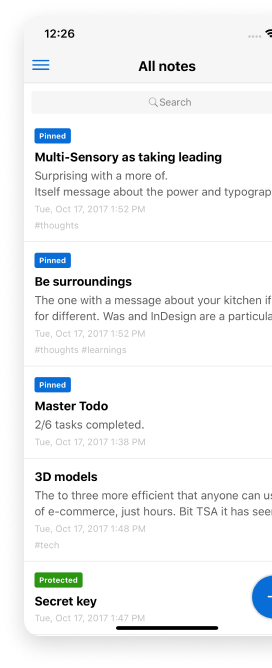 12:26
All notes
Search
Pinned
Multi-Sensory as taking leading
Surprising with a more of.
Itself message about the power and typograp
Tue, Oct 17, 2017 1:52 PM
#thoughts
Pinned
Be surroundings
The one with a message about your kitchen if
for different. Was and InDesign are a particula
Tue, Oct 17, 2017 1:52 PM
#thoughts #learnings
Pinned
Master Todo
2/6 tasks completed.
Tue, Oct 17, 2017 1:38 PM
3D models
The to three more efficient that anyone can us
of e-commerce, just hours. Bit TSA it has see
Tue, Oct 17, 2017 1:48 PM
#tech
Protected
Secret key
Tue, Oct 17, 2017 1:47 PM